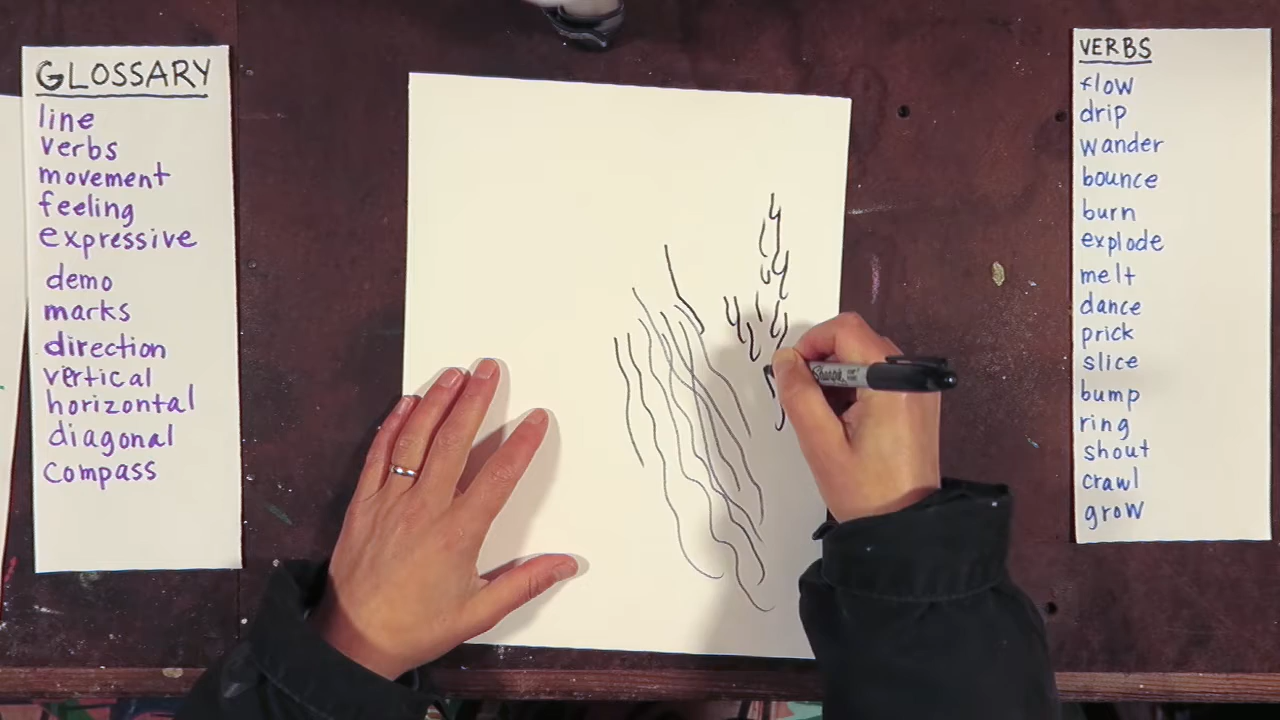 GLOSSARY
line
verbs
movement
feeling
expressive
demo
marks
direction
vertical
horizontal
diagonal
compass
Sharpie
VERBS
flow
drip
wander
bounce
burn
explode
melt
dance
prick
slice
bump
ring
shout
crawl
grow